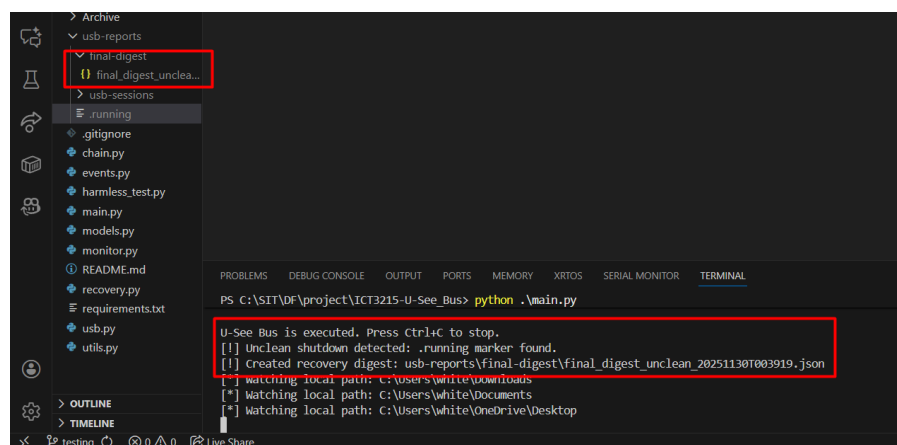 Archive
usb-reports
final-digest
{} final_digest_unclea...
usb-sessions
.running
.gitignore
chain.py
events.py
harmless_test.py
main.py
models.py
monitor.py
README.md
recovery.py
requirements.txt
usb.py
utils.py
OUTLINE
TIMELINE
PROBLEMS DEBUG CONSOLE OUTPUT PORTS MEMORY XRTOS SERIAL MONITOR TERMINAL
PS C:\SIT\DF\project\ICT3215-U-See_Bus> python .\main.py
U-See Bus is executed. Press Ctrl+C to stop.
[!] Unclean shutdown detected: .running marker found.
[!] Created recovery digest: usb-reports\final-digest\final_digest_unclean_20251130T003919.json
[*] Watching local path: C:\Users\white\Downloads
[*] Watching local path: C:\Users\white\Documents
[*] Watching local path: C:\Users\white\OneDrive\Desktop
testing 0 0 Live Share